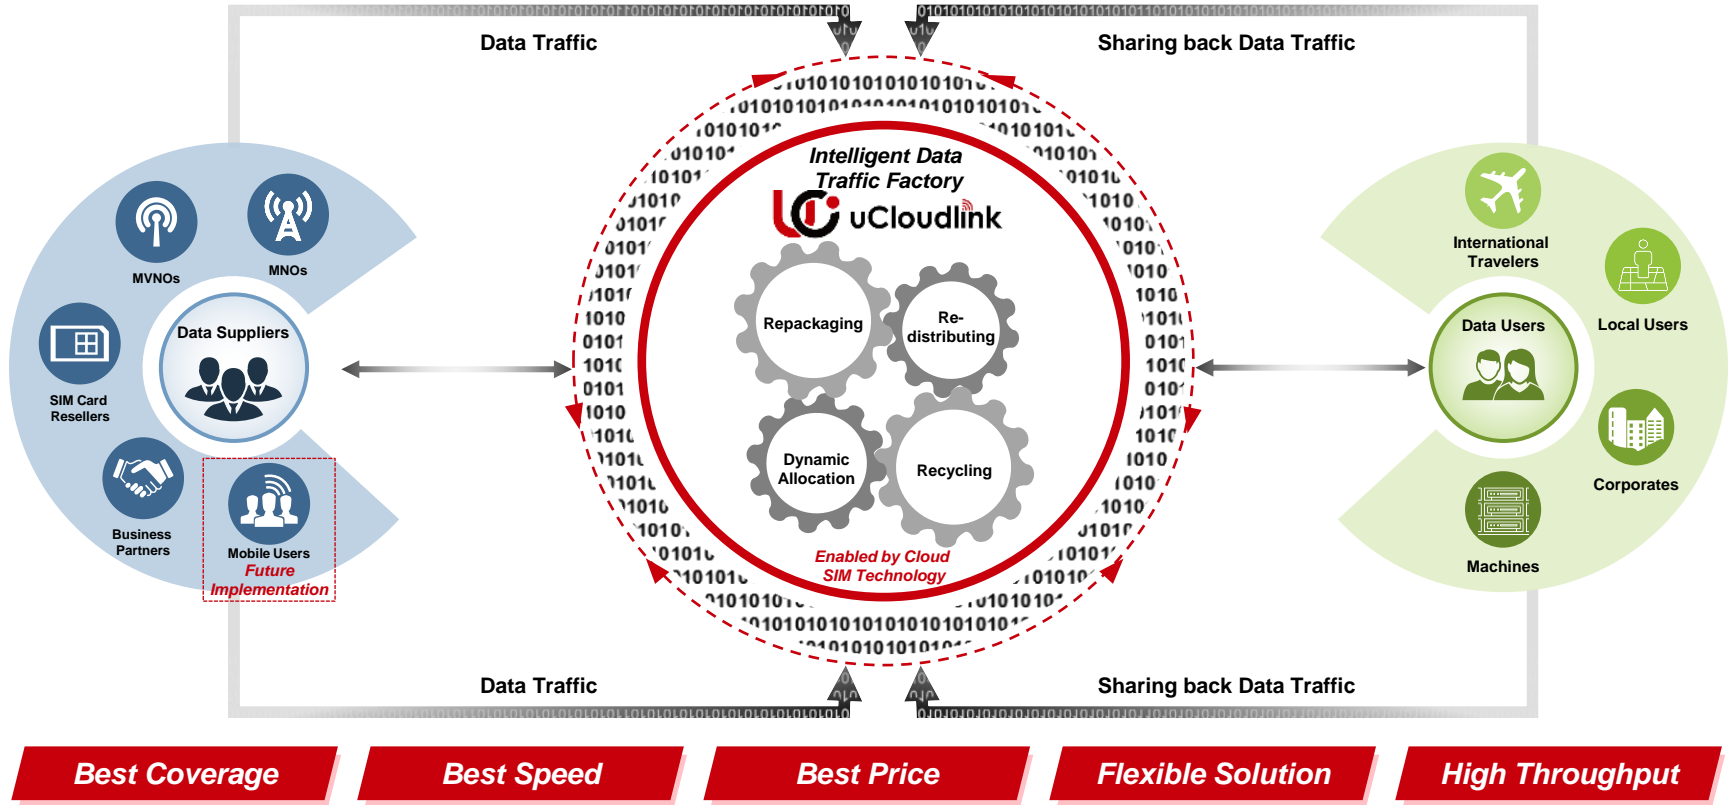 Data Traffic
Sharing back Data Traffic
MVNOs
MNOs
Data Suppliers
SIM Card
Resellers
Business
Partners
Mobile Users
Future
Implementation
Intelligent Data
Traffic Factory
uCloudlink
Repackaging
Re-
distributing
Dynamic
Allocation
Recycling
Enabled by Cloud
SIM Technology
International
Travelers
Local Users
Data Users
Corporates
Machines
Data Traffic
Sharing back Data Traffic
Best Coverage
Best Speed
Best Price
Flexible Solution
High Throughput